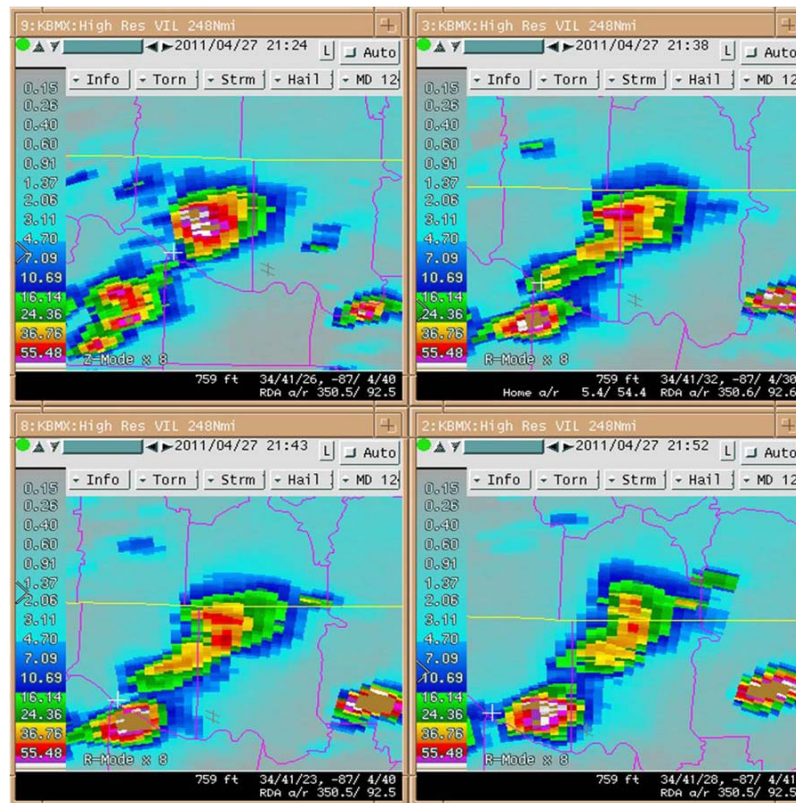 9:KBMX:High Res VIL 248Nmi
2011/04/27 21:24 L Auto
Info Torn Strm Hail MD 12
0.15
0.26
0.40
0.60
0.91
1.37
2.06
3.11
4.70
7.09
10.69
16.14
24.36
36.76
55.48
Z-Mode x 8
759 ft 34/41/26, -87/ 4/40
RDA a/r 350.5/ 92.5
3:KBMX:High Res VIL 248Nmi
2011/04/27 21:38 L Auto
Info Torn Strm Hail MD 12
0.15
0.26
0.40
0.60
0.91
1.37
2.06
3.11
4.70
7.09
10.69
16.14
24.36
36.76
55.48
R-Mode x 8
759 ft 34/41/32, -87/ 4/30
Home a/r 5.4/ 54.4 RDA a/r 350.6/ 92.6
8:KBMX:High Res VIL 248Nmi
2011/04/27 21:43 L Auto
Info Torn Strm Hail MD 12
0.15
0.26
0.40
0.60
0.91
1.37
2.06
3.11
4.70
7.09
10.69
16.14
24.36
36.76
55.48
R-Mode x 8
759 ft 34/41/23, -87/ 4/40
RDA a/r 350.5/ 92.5
2:KBMX:High Res VIL 248Nmi
2011/04/27 21:52 L Auto
Info Torn Strm Hail MD 12
0.15
0.26
0.40
0.60
0.91
1.37
2.06
3.11
4.70
7.09
10.69
16.14
24.36
36.76
55.48
R-Mode x 8
759 ft 34/41/28, -87/ 4/41
RDA a/r 350.5/ 92.5